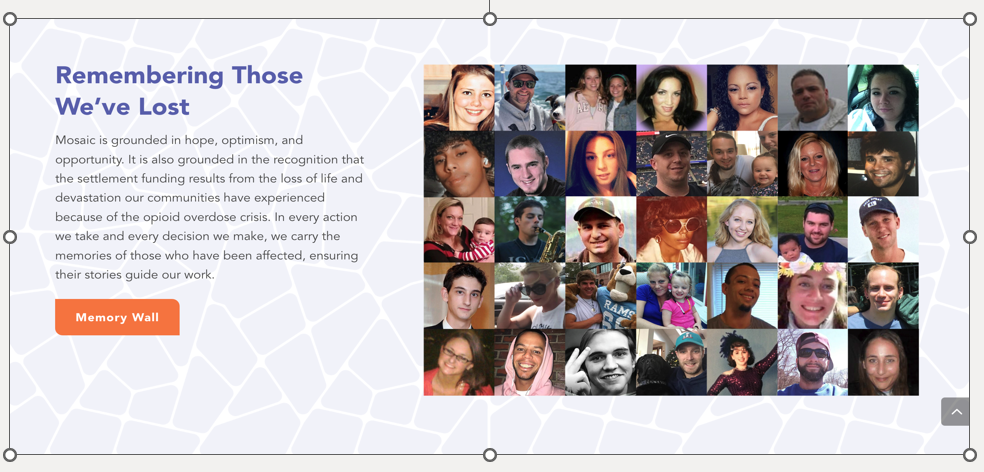 Remembering Those
We’ve Lost
Mosaic is grounded in hope, optimism, and
opportunity. It is also grounded in the recognition that
the settlement funding results from the loss of life and
devastation our communities have experienced
because of the opioid overdose crisis. In every action
we take and every decision we make, we carry the
memories of those who have been affected, ensuring
their stories guide our work.
Memory Wall
RAMS